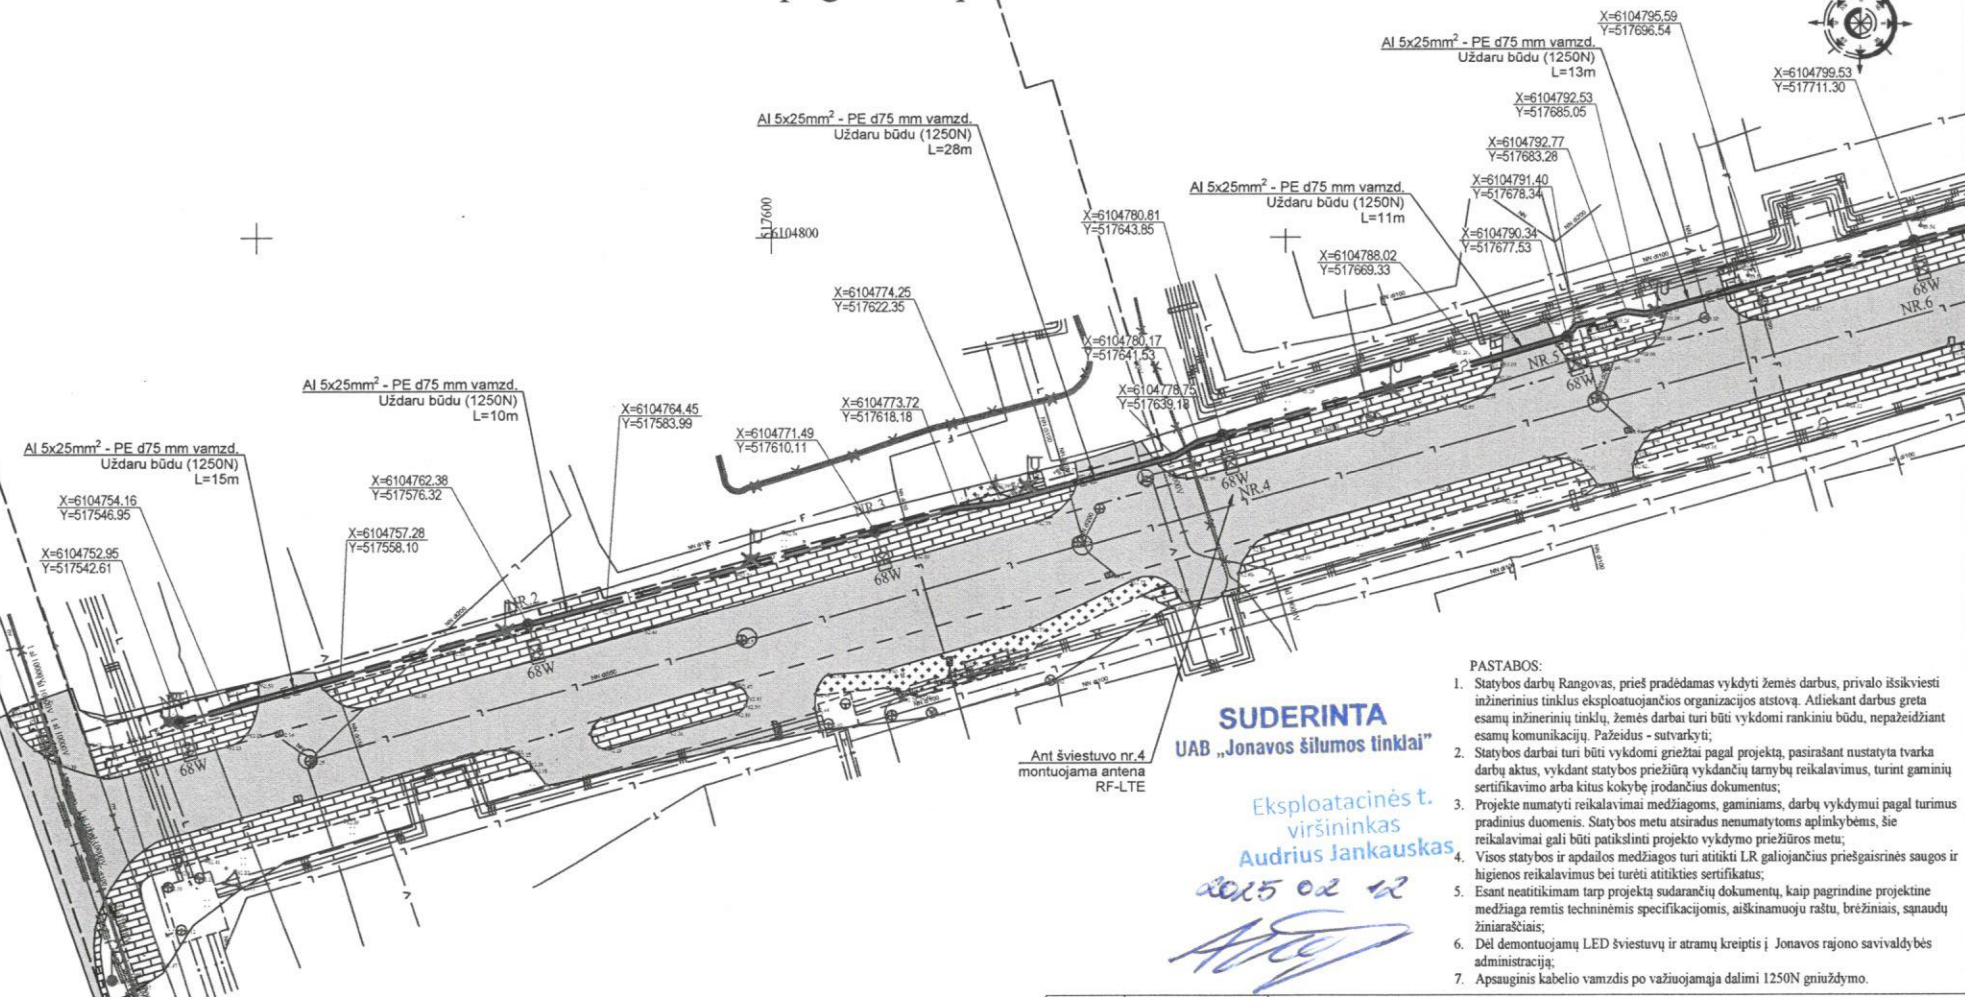 X=6104795.59
Y=517696.54
Al 5x25mm² - PE d75 mm vamzd.
Uždaru būdu (1250N)
L=13m
X=6104799.53
Y=517711.30
Al 5x25mm² - PE d75 mm vamzd.
Uždaru būdu (1250N)
L=28m
X=6104792.53
Y=517685.05
X=6104792.77
Y=517683.28
Al 5x25mm² - PE d75 mm vamzd.
Uždaru būdu (1250N)
L=11m
X=6104791.40
Y=517678.34
X=6104790.34
Y=517677.53
X=6104788.02
Y=517669.33
X=6104780.81
Y=517643.85
517600
6104800
X=6104774.25
Y=517622.35
X=6104780.17
Y=517641.53
X=6104778.75
Y=517639.18
Al 5x25mm² - PE d75 mm vamzd.
Uždaru būdu (1250N)
L=10m
X=6104764.45
Y=517583.99
X=6104773.72
Y=517618.18
X=6104771.49
Y=517610.11
Al 5x25mm² - PE d75 mm vamzd.
Uždaru būdu (1250N)
L=15m
X=6104762.38
Y=517576.32
X=6104754.16
Y=517546.95
X=6104757.28
Y=517558.10
X=6104752.95
Y=517542.61
68W
NR.6
NR.5
68W
68W
NR.4
NR.3
68W
NR.2
68W
68W
Ant šviestuvo nr.4
montuojama antena
RF-LTE
SUDERINTA
UAB „Jonavos šilumos tinklai”
Eksploatacinės t.
viršininkas
Audrius Jankauskas
2025 02 12
PASTABOS:
1. Statybos darbų Rangovas, prieš pradėdamas vykdyti žemės darbus, privalo išsikviesti
inžinerinius tinklus eksploatuojančios organizacijos atstovą. Atliekant darbus greta
esamų inžinerinių tinklų, žemės darbai turi būti vykdomi rankiniu būdu, nepažeidžiant
esamų komunikacijų. Pažeidus - sutvarkyti;
2. Statybos darbai turi būti vykdomi griežtai pagal projektą, pasirašant nustatyta tvarka
darbų aktus, vykdant statybos priežiūrą vykdančių tarnybų reikalavimus, turint gaminių
sertifikavimo arba kitus kokybę įrodančius dokumentus;
3. Projekte numatyti reikalavimai medžiagoms, gaminiams, darbų vykdymui pagal turimus
pradinius duomenis. Statybos metu atsiradus nenumatytoms aplinkybėms, šie
reikalavimai gali būti patikslinti projekto vykdymo priežiūros metu;
4. Visos statybos ir apdailos medžiagos turi atitikti LR galiojančius priešgaisrinės saugos ir
higienos reikalavimus bei turėti atitikties sertifikatus;
5. Esant neatitikimam tarp projektą sudarančių dokumentų, kaip pagrindine projektine
medžiaga remtis techninėmis specifikacijomis, aiškinamuoju raštu, brėžiniais, sąnaudų
žiniaraščiais;
6. Dėl demontuojamų LED šviestuvų ir atramų kreiptis į Jonavos rajono savivaldybės
administraciją;
7. Apsauginis kabelio vamzdis po važiuojamąja dalimi 1250N gniuždymo.